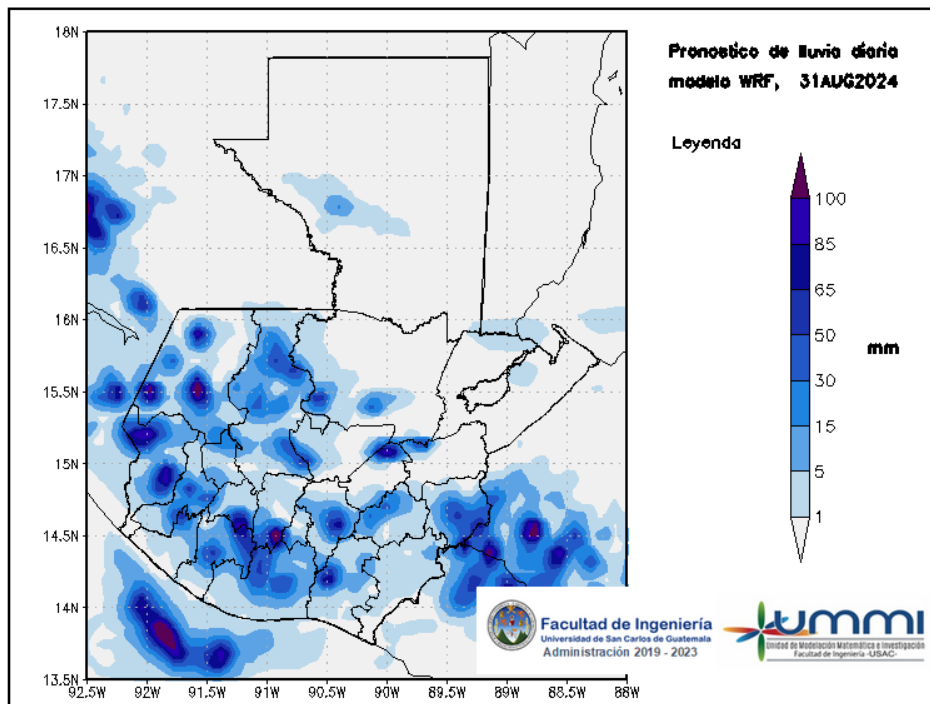 Pronostico de lluvia diaria
modelo WRF, 31AUG2024
Leyenda
100
85
65
50
30
15
5
1
mm
18N
17.5N
17N
16.5N
16N
15.5N
15N
14.5N
14N
13.5N
92.5W 92W 91.5W 91W 90.5W 90W 89.5W 89W 88.5W 88W
Facultad de Ingeniería
Universidad de San Carlos de Guatemala
Administración 2019 - 2023
UMMI
Unidad de Modelación Matemática e Investigación
Facultad de Ingeniería -USAC-